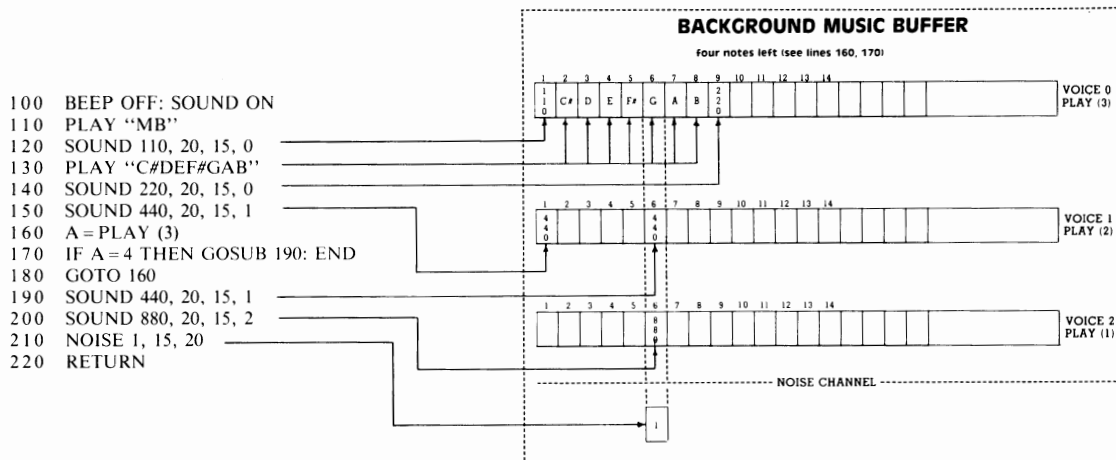 BACKGROUND MUSIC BUFFER
four notes left (see lines 160, 170)
100 BEEP OFF: SOUND ON
110 PLAY “MB”
120 SOUND 110, 20, 15, 0
130 PLAY “C#DEF#GAB”
140 SOUND 220, 20, 15, 0
150 SOUND 440, 20, 15, 1
160 A = PLAY (3)
170 IF A = 4 THEN GOSUB 190: END
180 GOTO 160
190 SOUND 440, 20, 15, 1
200 SOUND 880, 20, 15, 2
210 NOISE 1, 15, 20
220 RETURN
1 2 3 4 5 6 7 8 9 10 11 12 13 14
110 C# D E F# G A B 220
VOICE 0
PLAY (3)
1 2 3 4 5 6 7 8 9 10 11 12 13 14
440 440
VOICE 1
PLAY (2)
1 2 3 4 5 6 7 8 9 10 11 12 13 14
880
VOICE 2
PLAY (1)
NOISE CHANNEL
1